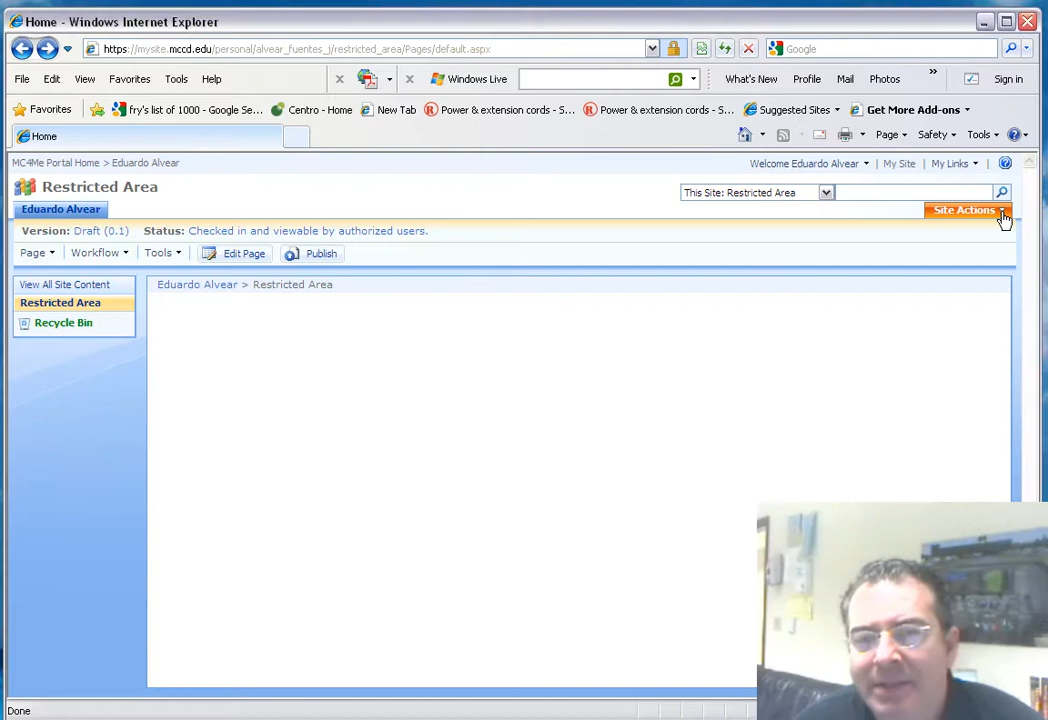 Home - Windows Internet Explorer
https://mysite.mccd.edu/personal/alvear_fuentes_j/restricted_area/Pages/default.aspx
Google
File Edit View Favorites Tools Help
Windows Live
What's New Profile Mail Photos » Sign in
Favorites
fry's list of 1000 - Google Se...
Centro - Home
New Tab
Power & extension cords - S...
Power & extension cords - S...
Suggested Sites
Get More Add-ons
Home
Page Safety Tools
MC4Me Portal Home > Eduardo Alvear
Welcome Eduardo Alvear | My Site | My Links |
Restricted Area
This Site: Restricted Area
Eduardo Alvear
Site Actions
Version: Draft (0.1) Status: Checked in and viewable by authorized users.
Page Workflow Tools Edit Page Publish
View All Site Content
Eduardo Alvear > Restricted Area
Restricted Area
Recycle Bin
Done